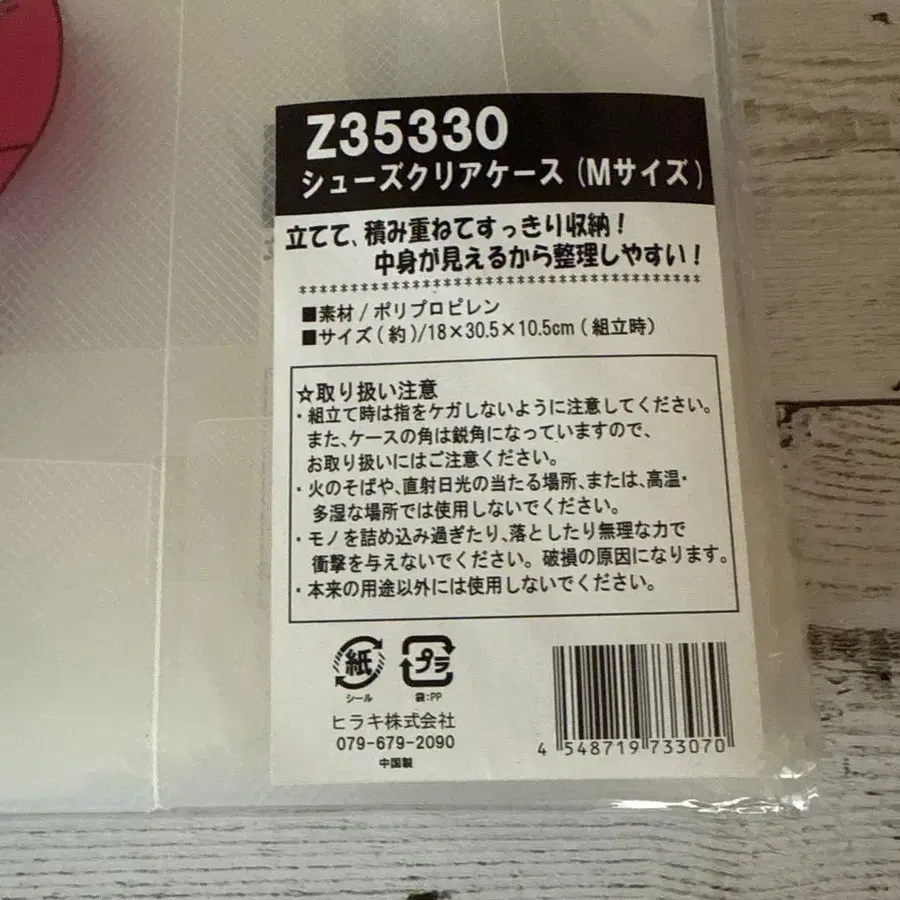 Z35330
シューズクリアケース(Mサイズ)
立てて、積み重ねてすっきり収納!
中身が見えるから整理しやすい!
****************************************
■素材/ポリプロピレン
■サイズ(約)/18×30.5×10.5cm(組立時)
☆取り扱い注意
・組立て時は指をケガしないように注意してください。
また、ケースの角は鋭角になっていますので、
お取り扱いにはご注意ください。
・火のそばや、直射日光の当たる場所、または、高温・
多湿な場所では使用しないでください。
・モノを詰め込み過ぎたり、落としたり無理な力で
衝撃を与えないでください。破損の原因になります。
・本来の用途以外には使用しないでください。
紙 プラ
シール 袋:PP
ヒラキ株式会社
079-679-2090
中国製
4 548719 733070